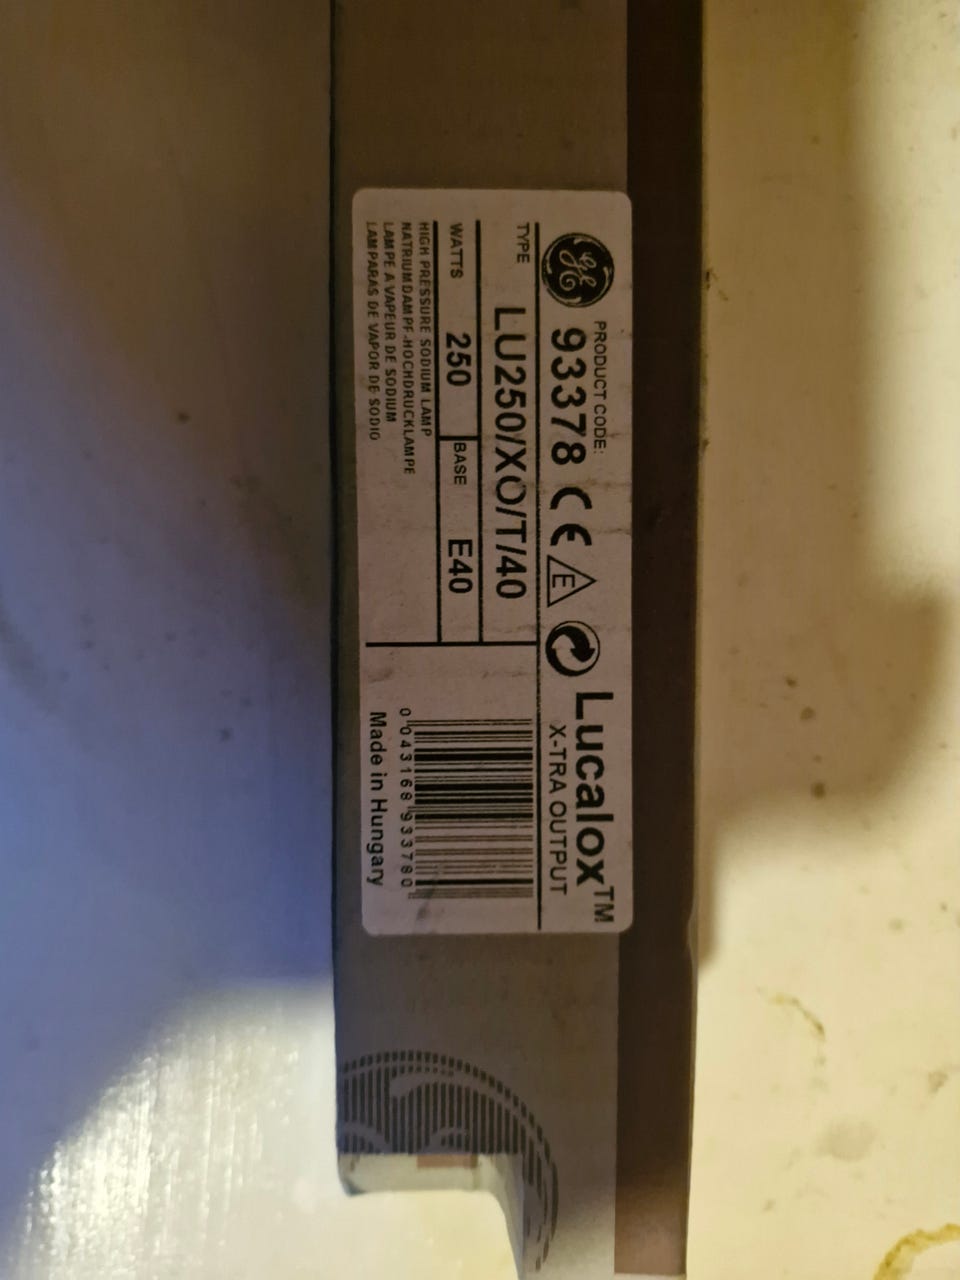 PRODUCT CODE:
93378 CE E Lucalox™
X-TRA OUTPUT
TYPE LU250/XO/T/40
WATTS 250 BASE E40
HIGH PRESSURE SODIUM LAMP
NATRIUMDAMPF-HOCHDRUCKLAMPE
LAMPE A VAPEUR DE SODIUM
LAMPARAS DE VAPOR DE SODIO
0 043168 933780
Made in Hungary